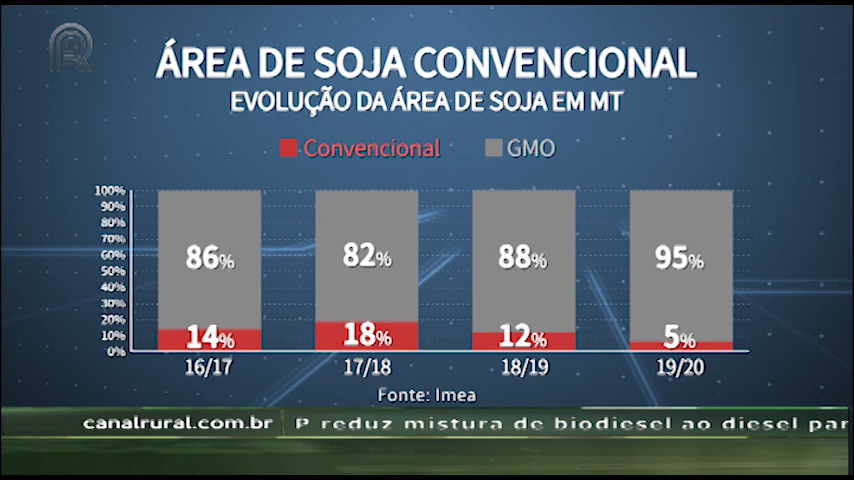 ÁREA DE SOJA CONVENCIONAL
EVOLUÇÃO DA ÁREA DE SOJA EM MT
Convencional GMO
100%
90%
80%
70%
60%
50%
40%
30%
20%
10%
0%
86% 82% 88% 95%
14% 18% 12% 5%
16/17 17/18 18/19 19/20
Fonte: Imea
canalrural.com.br P reduz mistura de biodiesel ao diesel par